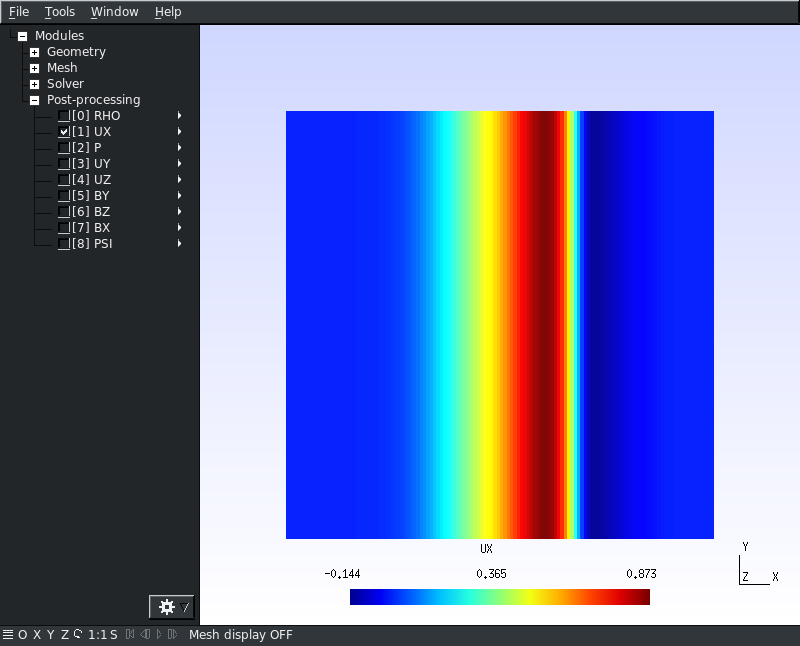 File Tools Window Help
Modules
Geometry
Mesh
Solver
Post-processing
[0] RHO
[1] UX
[2] P
[3] UY
[4] UZ
[5] BY
[6] BZ
[7] BX
[8] PSI
UX
-0.144 0.365 0.873
Y
Z X
O X Y Z 1:1 S Mesh display OFF